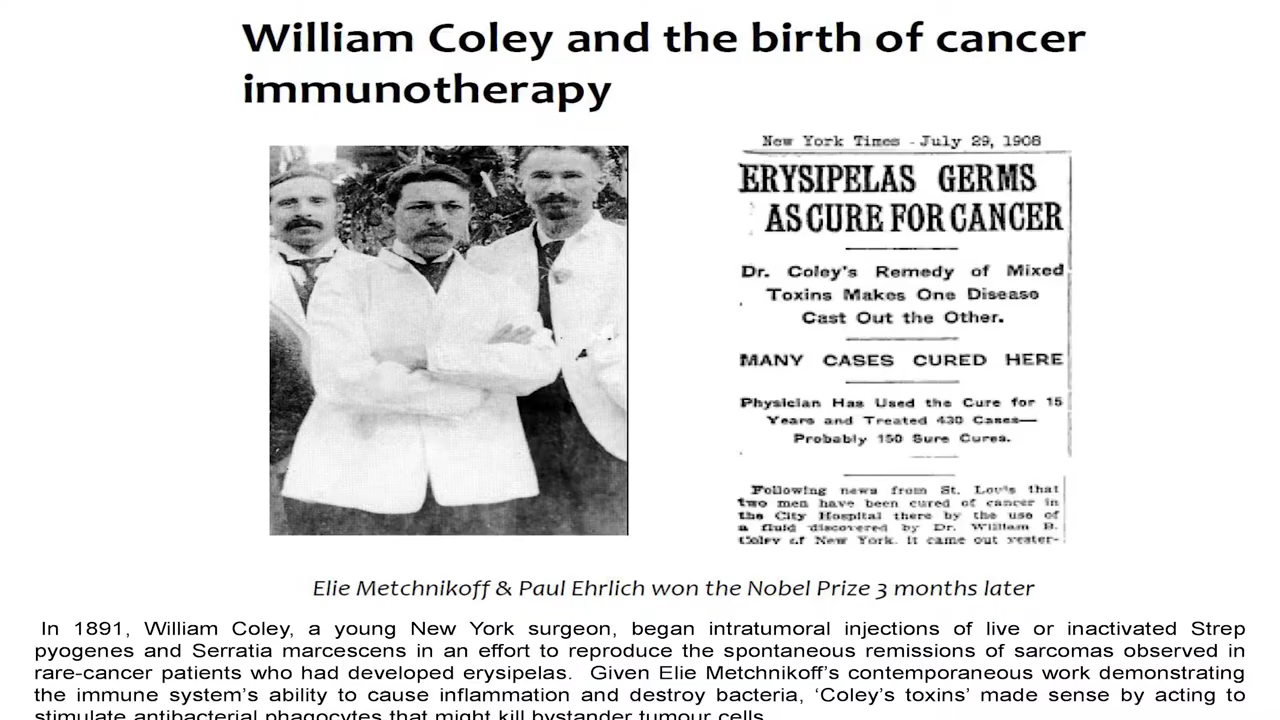 William Coley and the birth of cancer
immunotherapy
New York Times - July 29, 1908
ERYSIPELAS GERMS
AS CURE FOR CANCER
Dr. Coley's Remedy of Mixed
Toxins Makes One Disease
Cast Out the Other.
MANY CASES CURED HERE
Physician Has Used the Cure for 15
Years and Treated 430 Cases—
Probably 150 Sure Cures.
Following news from St. Louis that
two men have been cured of cancer in
the City Hospital there by the use of
a fluid discovered by Dr. William B.
Coley of New York, it came out yester-
Elie Metchnikoff & Paul Ehrlich won the Nobel Prize 3 months later
In 1891, William Coley, a young New York surgeon, began intratumoral injections of live or inactivated Strep
pyogenes and Serratia marcescens in an effort to reproduce the spontaneous remissions of sarcomas observed in
rare-cancer patients who had developed erysipelas. Given Elie Metchnikoff's contemporaneous work demonstrating
the immune system's ability to cause inflammation and destroy bacteria, 'Coley's toxins' made sense by acting to
stimulate antibacterial phagocytes that might kill bystander tumour cells